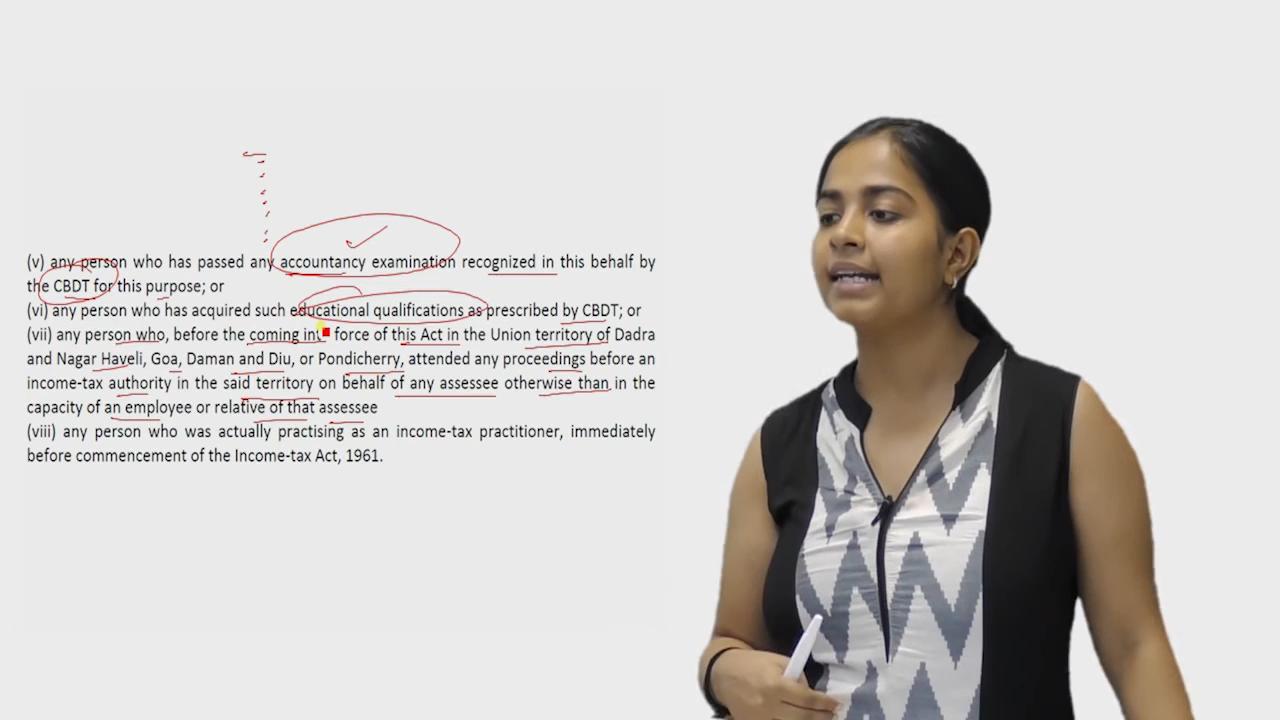 (v) any person who has passed any accountancy examination recognized in this behalf by
the CBDT for this purpose; or
(vi) any person who has acquired such educational qualifications as prescribed by CBDT; or
(vii) any person who, before the coming into force of this Act in the Union territory of Dadra
and Nagar Haveli, Goa, Daman and Diu, or Pondicherry, attended any proceedings before an
income-tax authority in the said territory on behalf of any assessee otherwise than in the
capacity of an employee or relative of that assessee
(viii) any person who was actually practising as an income-tax practitioner, immediately
before commencement of the Income-tax Act, 1961.